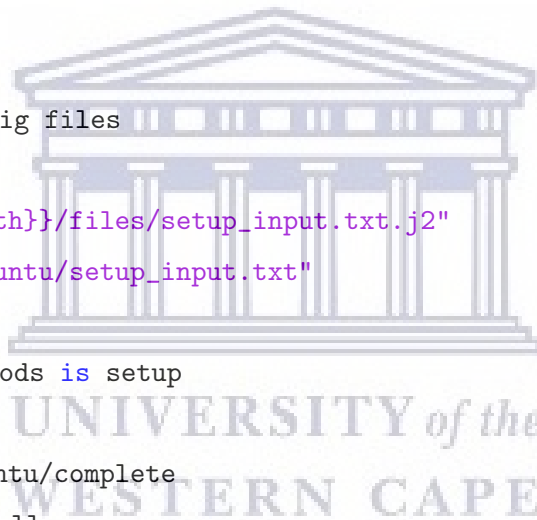 ig files
th}}/files/setup_input.txt.j2"
untu/setup_input.txt"
ods is setup
UNIVERSITY of the
ntu/complete
WESTERN CAPE